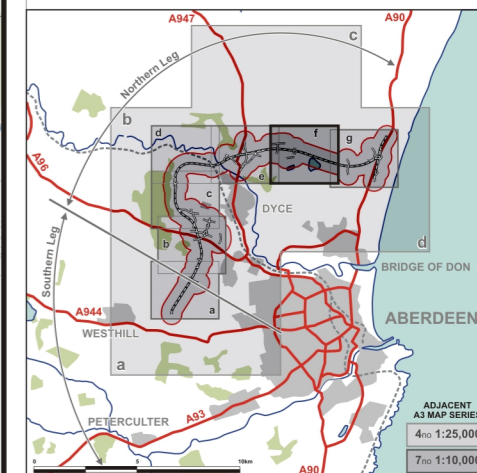 A947
A90
c
Northern Leg
b
d
f
g
A96
e
c
DYCE
b
d
Southern Leg
BRIDGE OF DON
a
A944
ABERDEEN
WESTHILL
a
ADJACENT
A3 MAP SERIES
PETERCULTER
A93
4no 1:25,000
7no 1:10,000
0
5
10km
A90